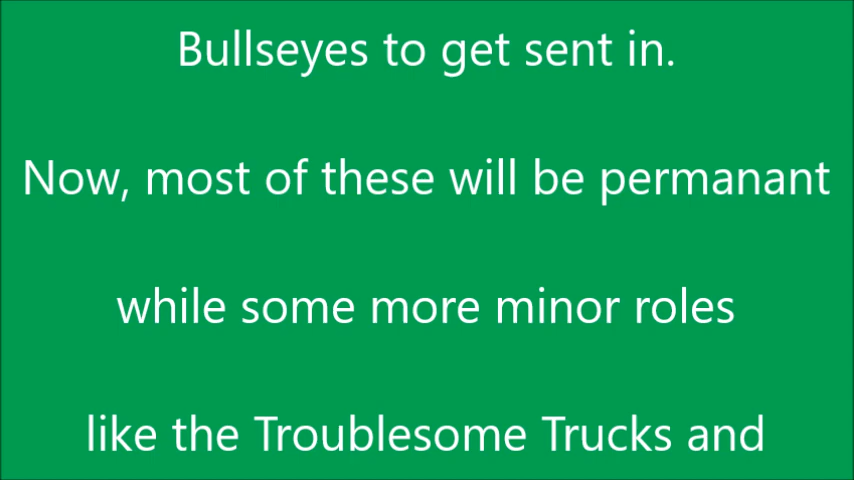 Bullseyes to get sent in.
Now, most of these will be permanant
while some more minor roles
like the Troublesome Trucks and